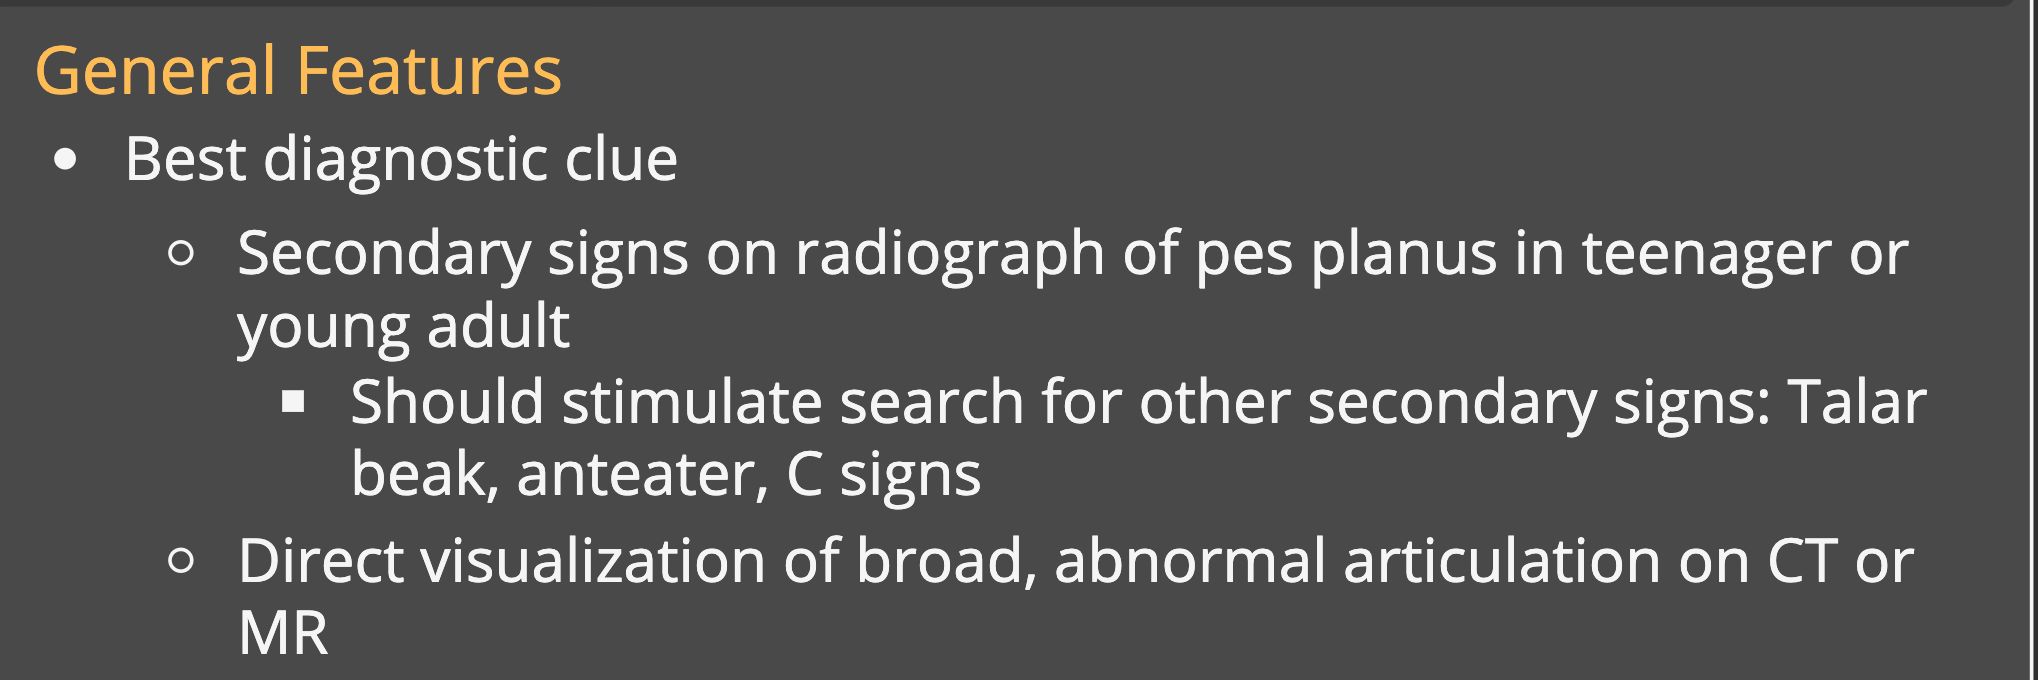 General Features
• Best diagnostic clue
○ Secondary signs on radiograph of pes planus in teenager or
young adult
▪ Should stimulate search for other secondary signs: Talar
beak, anteater, C signs
○ Direct visualization of broad, abnormal articulation on CT or
MR